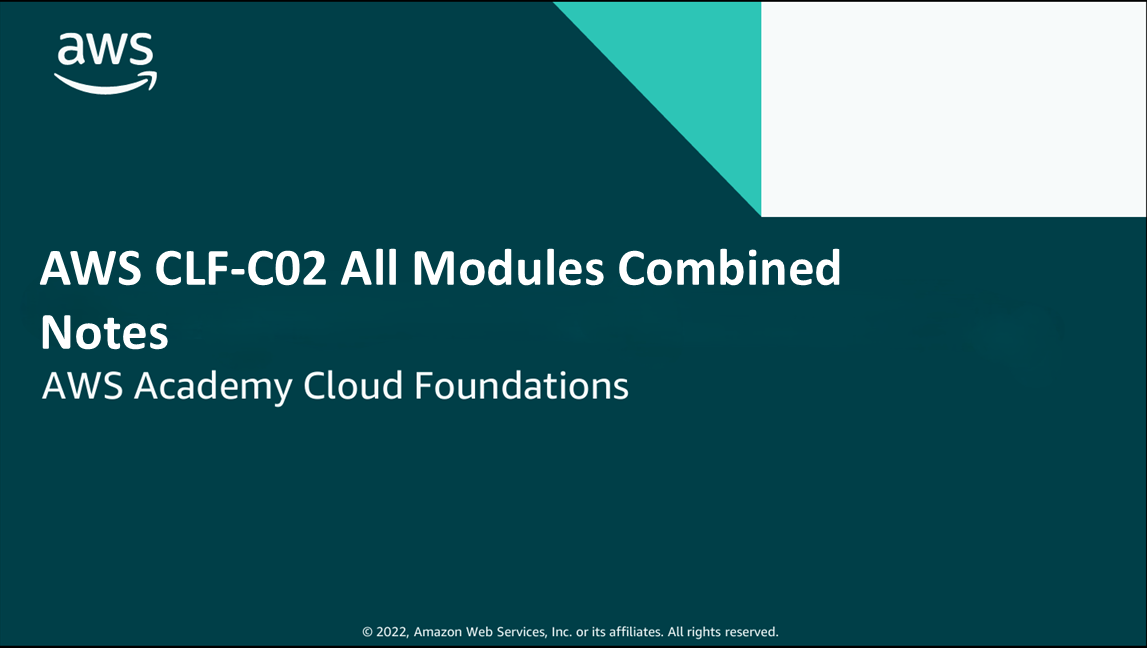 aws
AWS CLF-C02 All Modules Combined
Notes
AWS Academy Cloud Foundations
© 2022, Amazon Web Services, Inc. or its affiliates. All rights reserved.